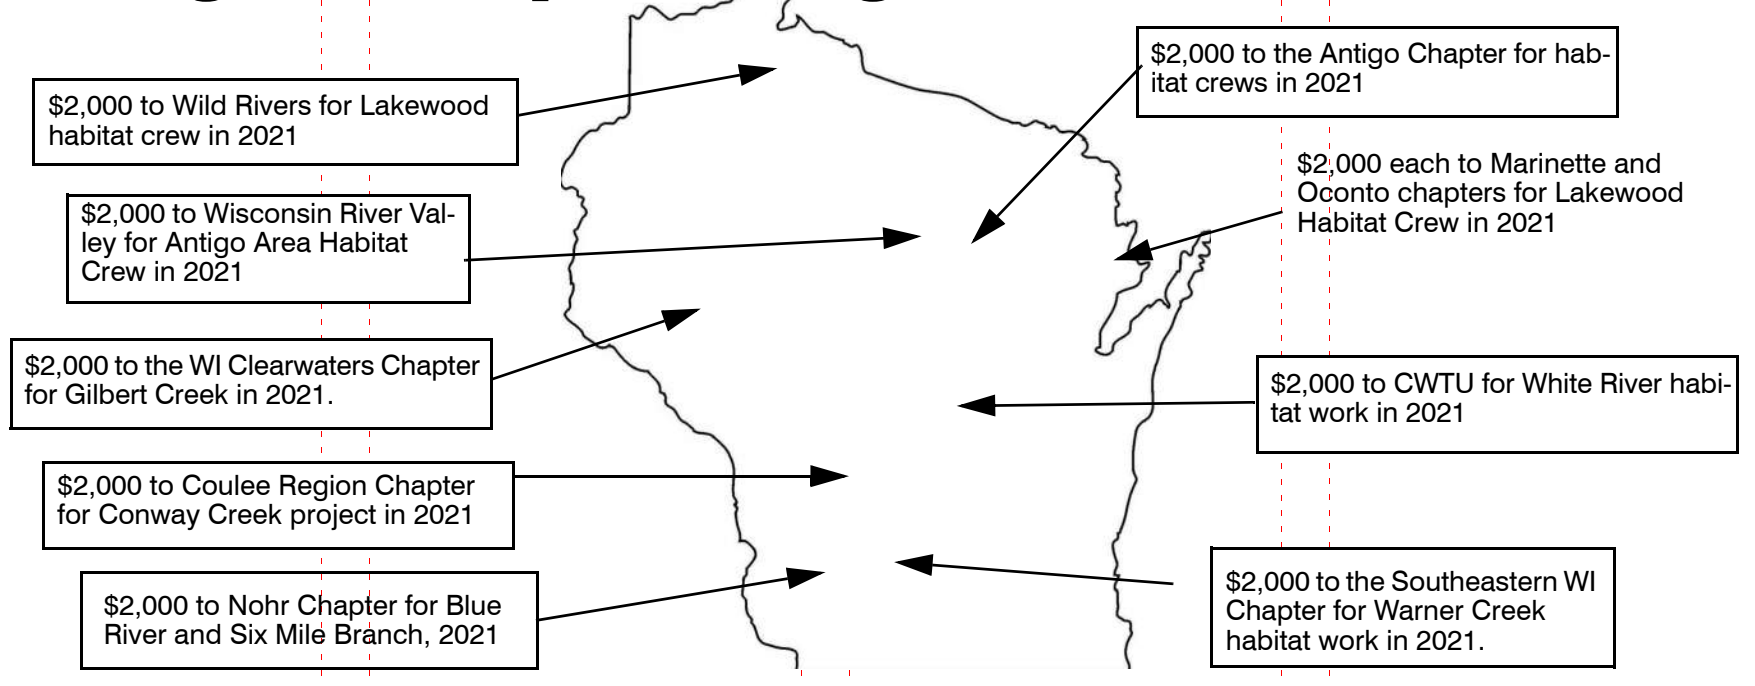 $2,000 to Wild Rivers for Lakewood
habitat crew in 2021
$2,000 to Wisconsin River Val-
ley for Antigo Area Habitat
Crew in 2021
$2,000 to the WI Clearwaters Chapter
for Gilbert Creek in 2021.
$2,000 to Coulee Region Chapter
for Conway Creek project in 2021
$2,000 to Nohr Chapter for Blue
River and Six Mile Branch, 2021
$2,000 to the Antigo Chapter for hab-
itat crews in 2021
$2,000 each to Marinette and
Oconto chapters for Lakewood
Habitat Crew in 2021
$2,000 to CWTU for White River habi-
tat work in 2021
$2,000 to the Southeastern WI
Chapter for Warner Creek
habitat work in 2021.